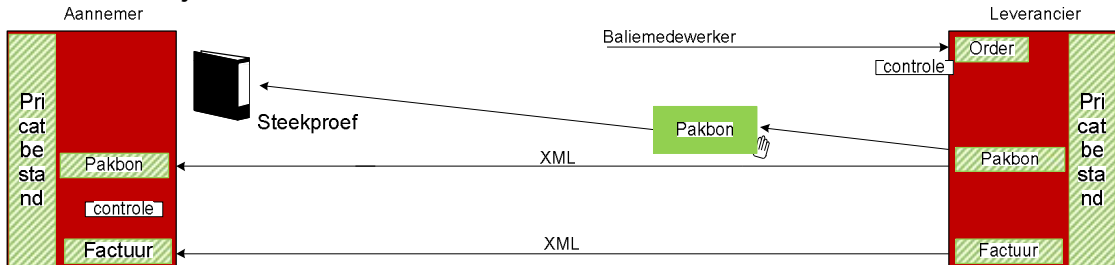 Aannemer
Leverancier
Baliemedewerker
Order
controle
Pri
cat
be
sta
nd
Steekproef
Pakbon
Pri
cat
be
sta
nd
Pakbon
XML
Pakbon
controle
Factuur
XML
Factuur